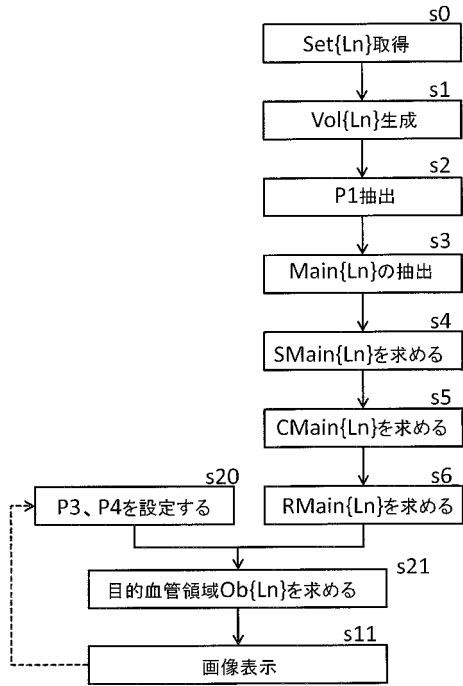 s0
Set{Ln}取得
s1
Vol{Ln}生成
s2
P1抽出
s3
Main{Ln}の抽出
s4
SMain{Ln}を求める
s5
CMain{Ln}を求める
s20
P3、P4を設定する
s6
RMain{Ln}を求める
s21
目的血管領域Ob{Ln}を求める
s11
画像表示